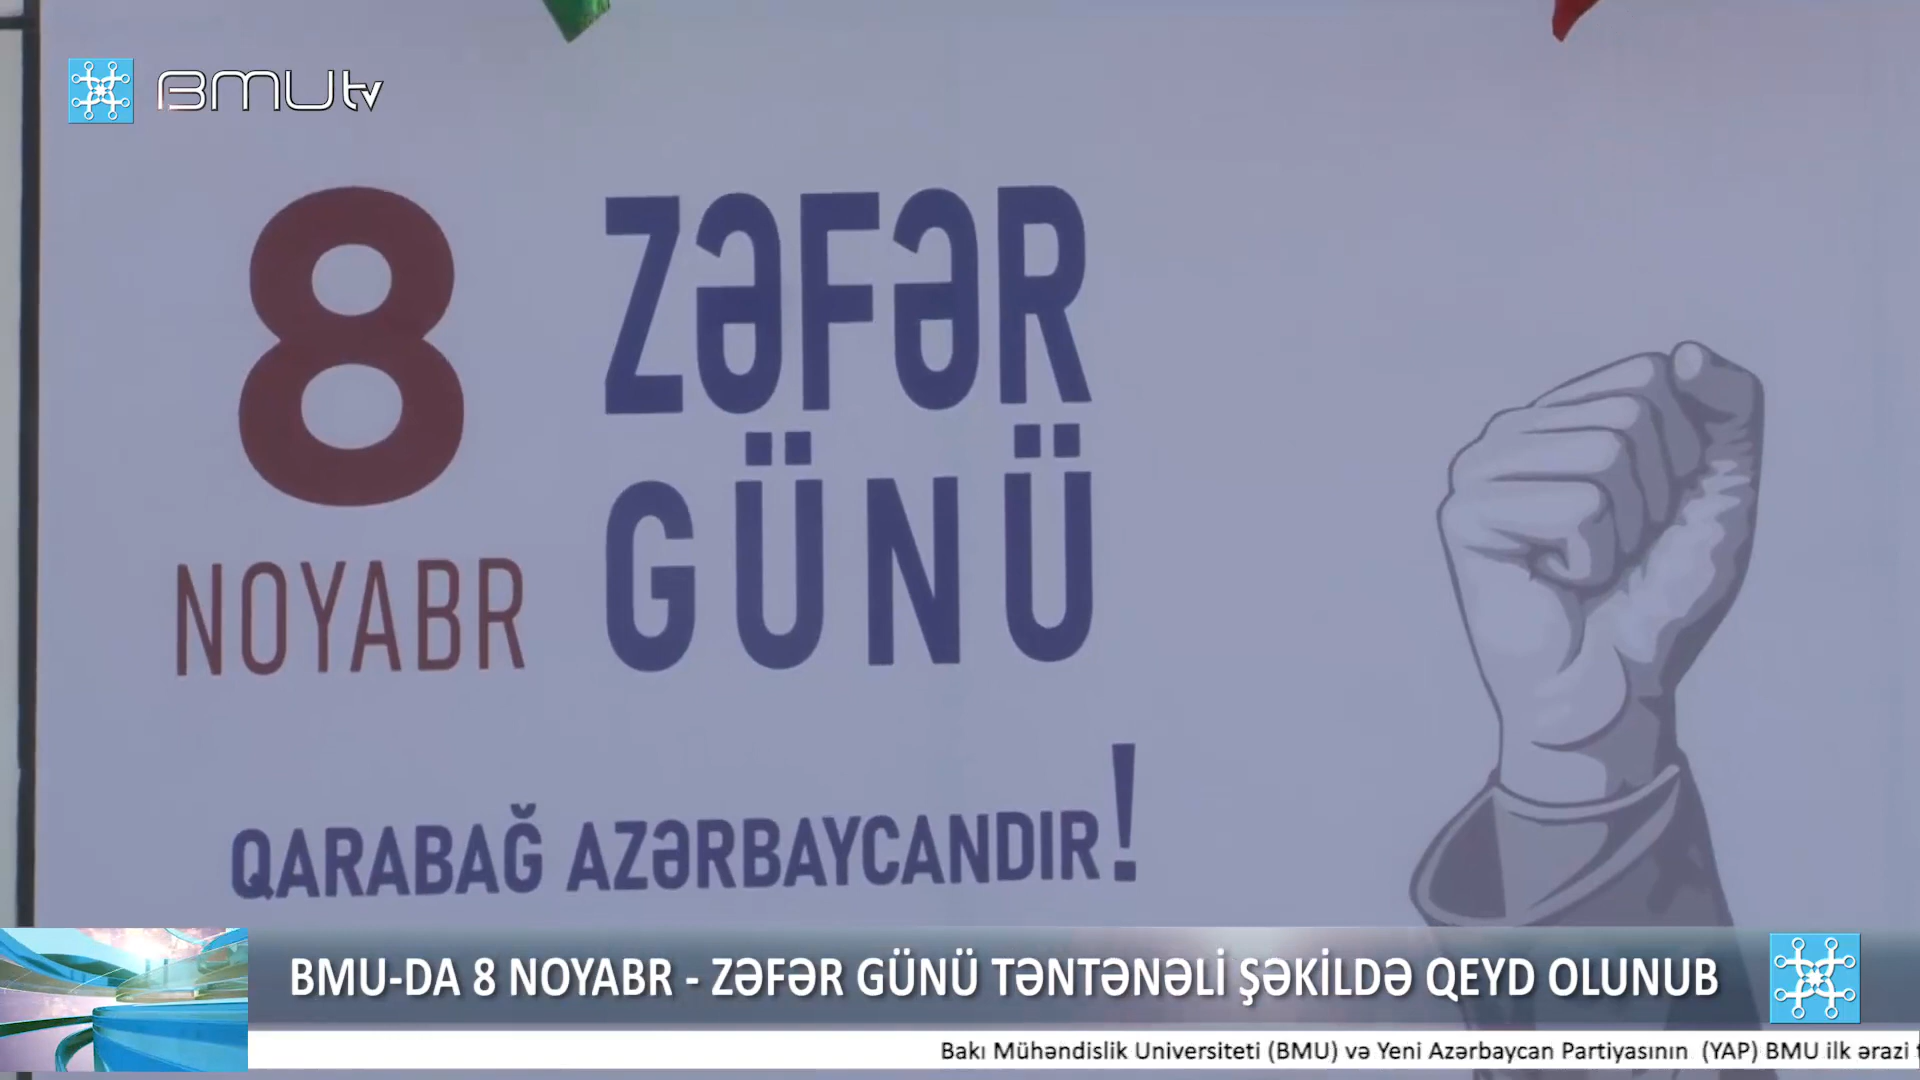 BMUtv
8
NOYABR
ZƏFƏR
GÜNÜ
QARABAĞ AZƏRBAYCANDIR!
BMU-DA 8 NOYABR - ZƏFƏR GÜNÜ TƏNTƏNƏLİ ŞƏKİLDƏ QEYD OLUNUB
Bakı Mühəndislik Universiteti (BMU) və Yeni Azərbaycan Partiyasının (YAP) BMU ilk ərazi